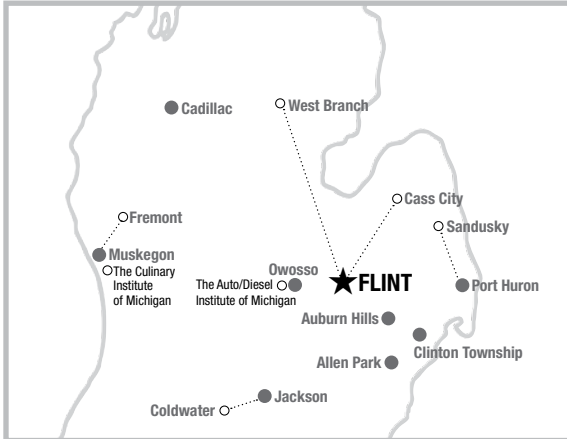 West Branch
Cadillac
Cass City
Fremont
Sandusky
Muskegon
The Culinary
Institute
of Michigan
Owosso
The Auto/Diesel
Institute of Michigan
FLINT
Port Huron
Auburn Hills
Clinton Township
Allen Park
Jackson
Coldwater